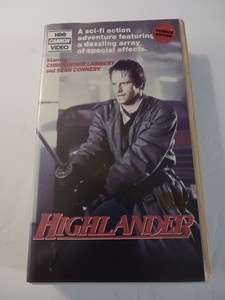 HBO
CANNON
VIDEO
A sci-fi action
adventure featuring
a dazzling array
of special effects.
Starring
CHRISTOPHER LAMBERT
and SEAN CONNERY
HIGHLANDER